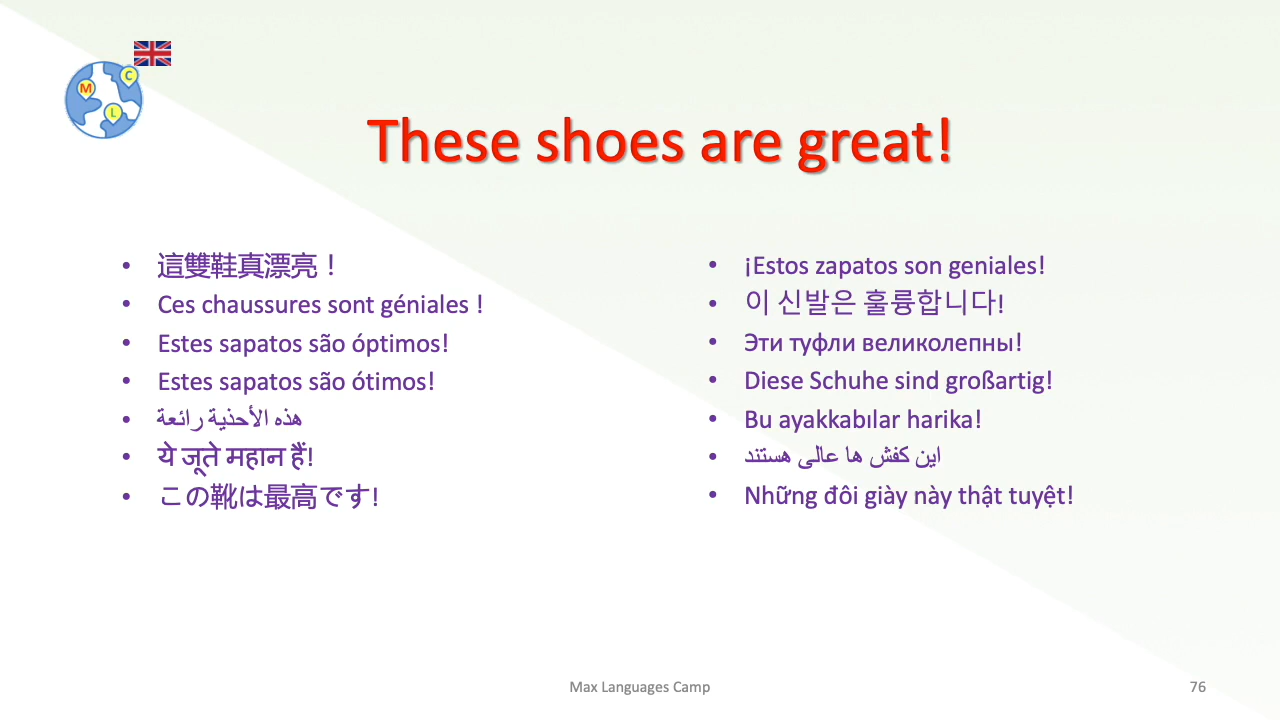 M
C
L
These shoes are great!
這雙鞋真漂亮！
Ces chaussures sont géniales !
Estes sapatos são óptimos!
Estes sapatos são ótimos!
هذه الأحذية رائعة
ये जूते महान हैं!
この靴は最高です!
¡Estos zapatos son geniales!
이 신발은 훌륭합니다!
Эти туфли великолепны!
Diese Schuhe sind großartig!
Bu ayakkabılar harika!
این کفش ها عالی هستند
Những đôi giày này thật tuyệt!
Max Languages Camp
76